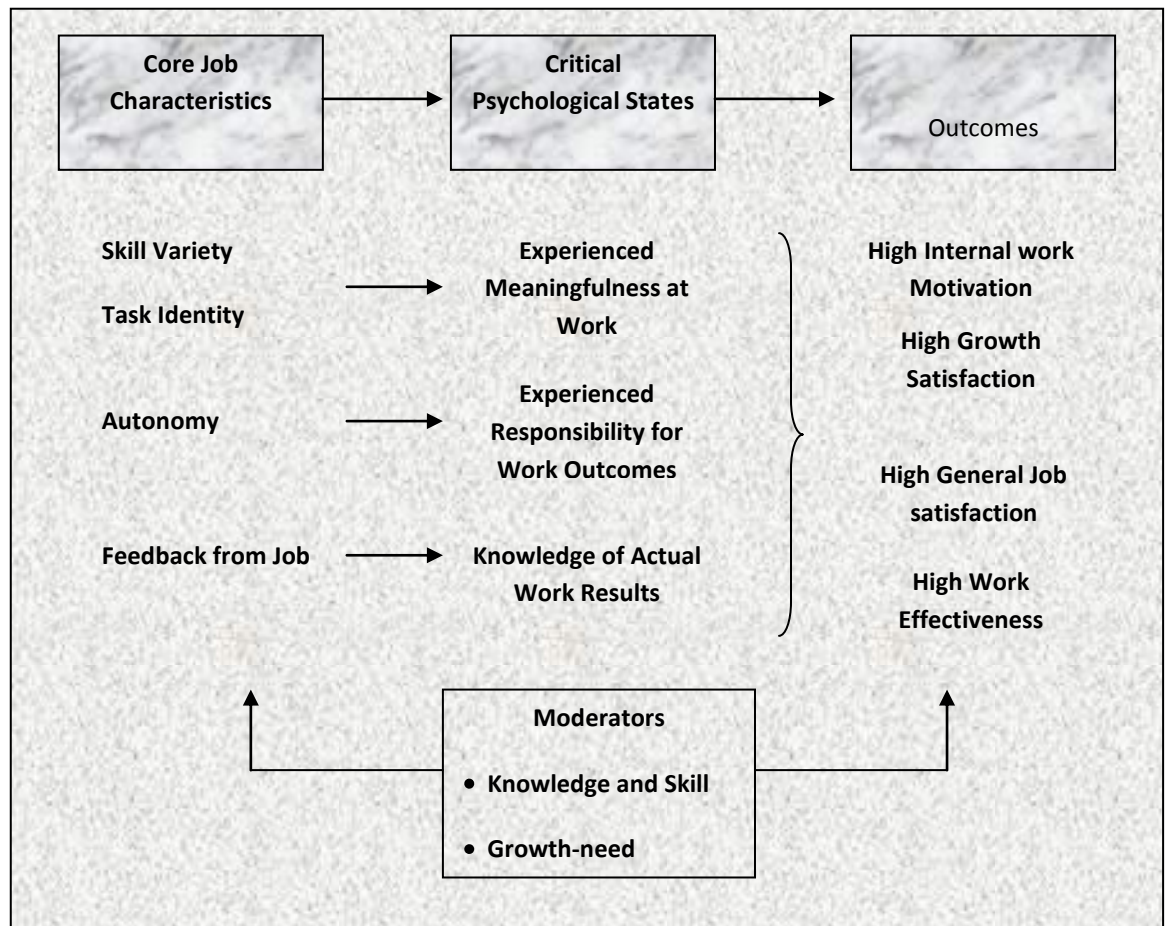 Core Job
Characteristics
Critical
Psychological States
Outcomes
Skill Variety
Task Identity
Experienced
Meaningfulness at
Work
Autonomy
Experienced
Responsibility for
Work Outcomes
Feedback from Job
Knowledge of Actual
Work Results
High Internal work
Motivation
High Growth
Satisfaction
High General Job
satisfaction
High Work
Effectiveness
Moderators
• Knowledge and Skill
• Growth-need